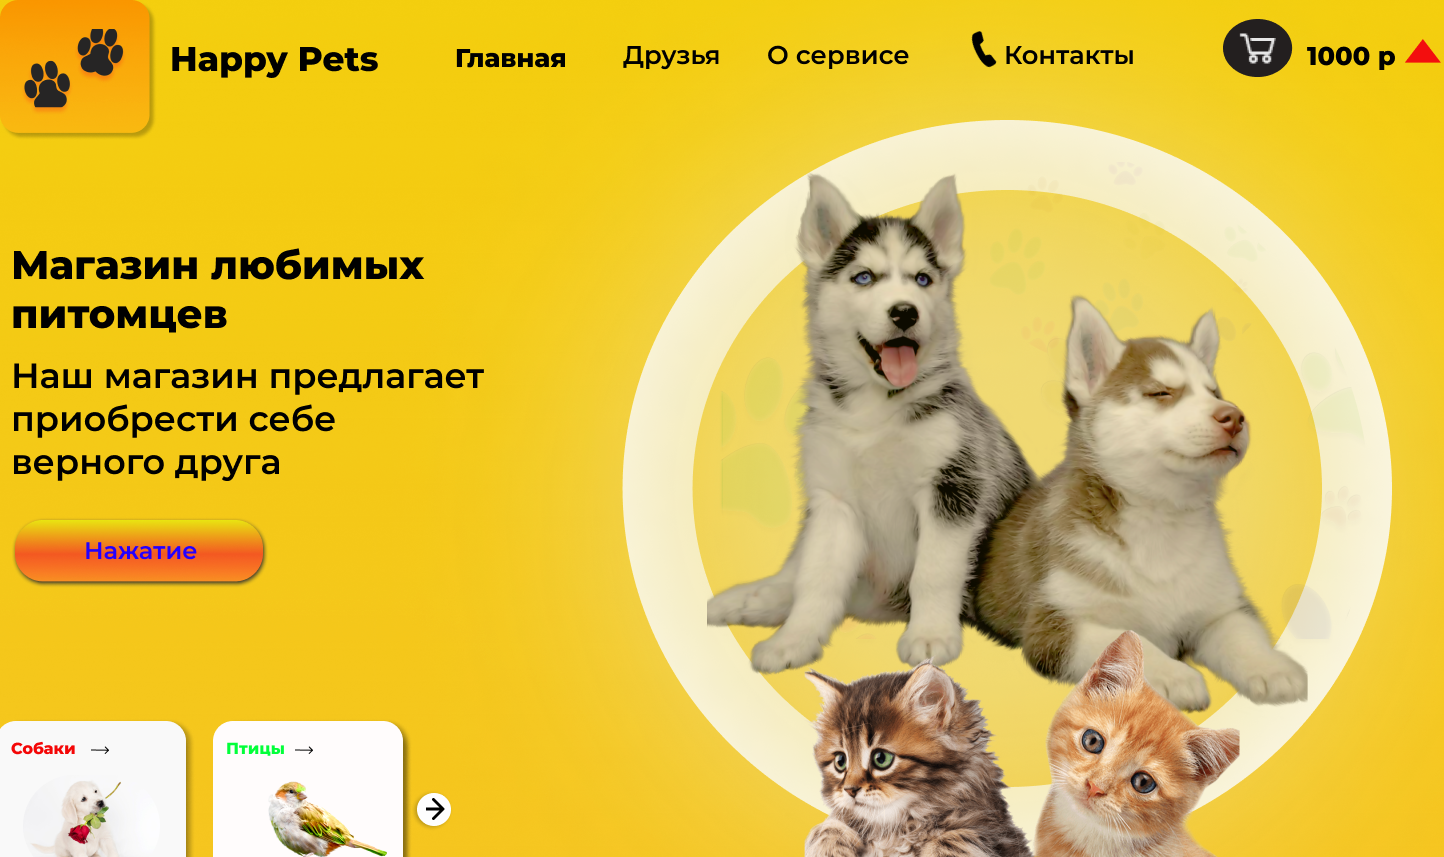 Happy Pets
Главная
Друзья
О сервисе
Контакты
1000 р
Магазин любимых
питомцев
Наш магазин предлагает
приобрести себе
верного друга
Нажатие
Собаки
Птицы